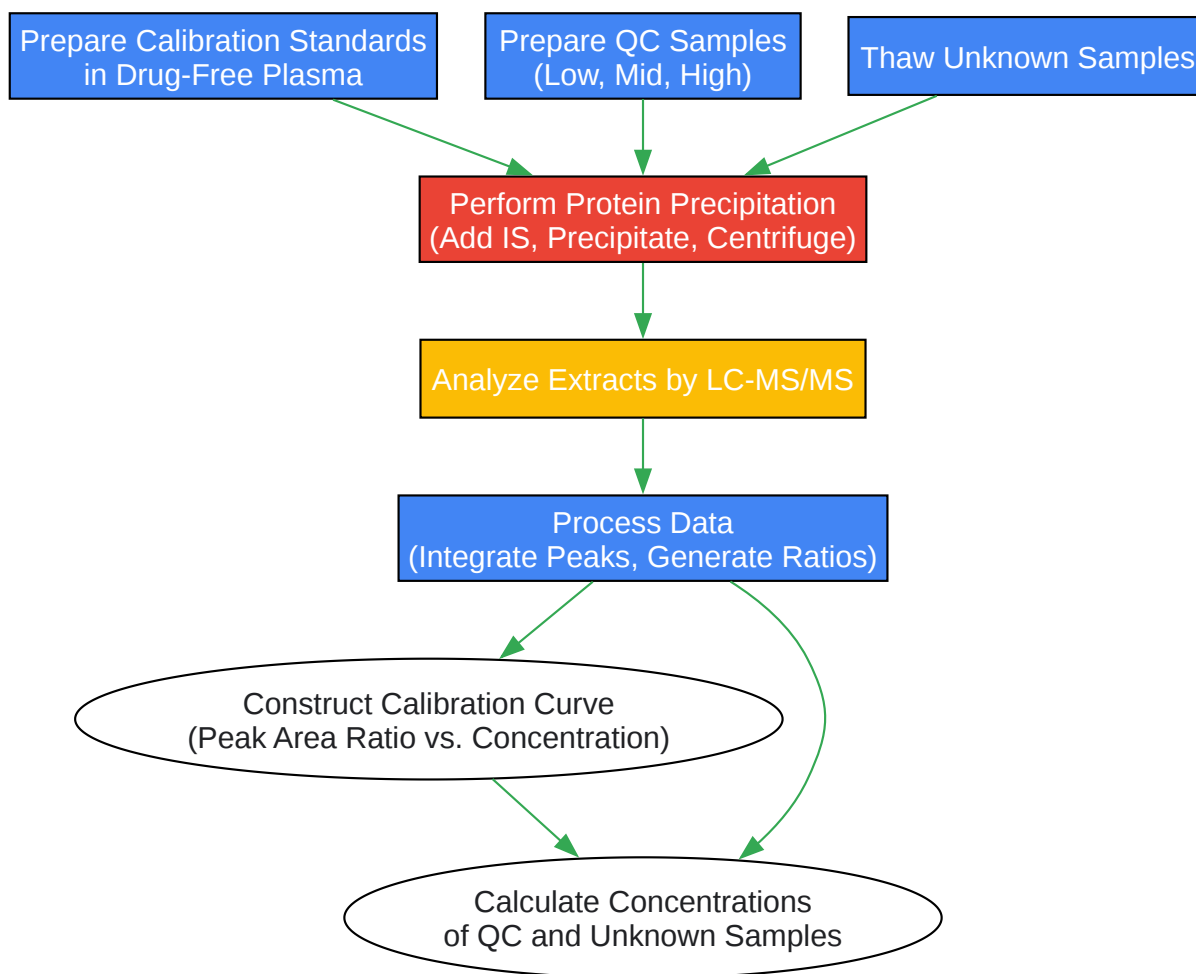 Prepare Calibration Standards
in Drug-Free Plasma
Prepare QC Samples
(Low, Mid, High)
Thaw Unknown Samples
Perform Protein Precipitation
(Add IS, Precipitate, Centrifuge)
Analyze Extracts by LC-MS/MS
Process Data
(Integrate Peaks, Generate Ratios)
Construct Calibration Curve
(Peak Area Ratio vs. Concentration)
Calculate Concentrations
of QC and Unknown Samples